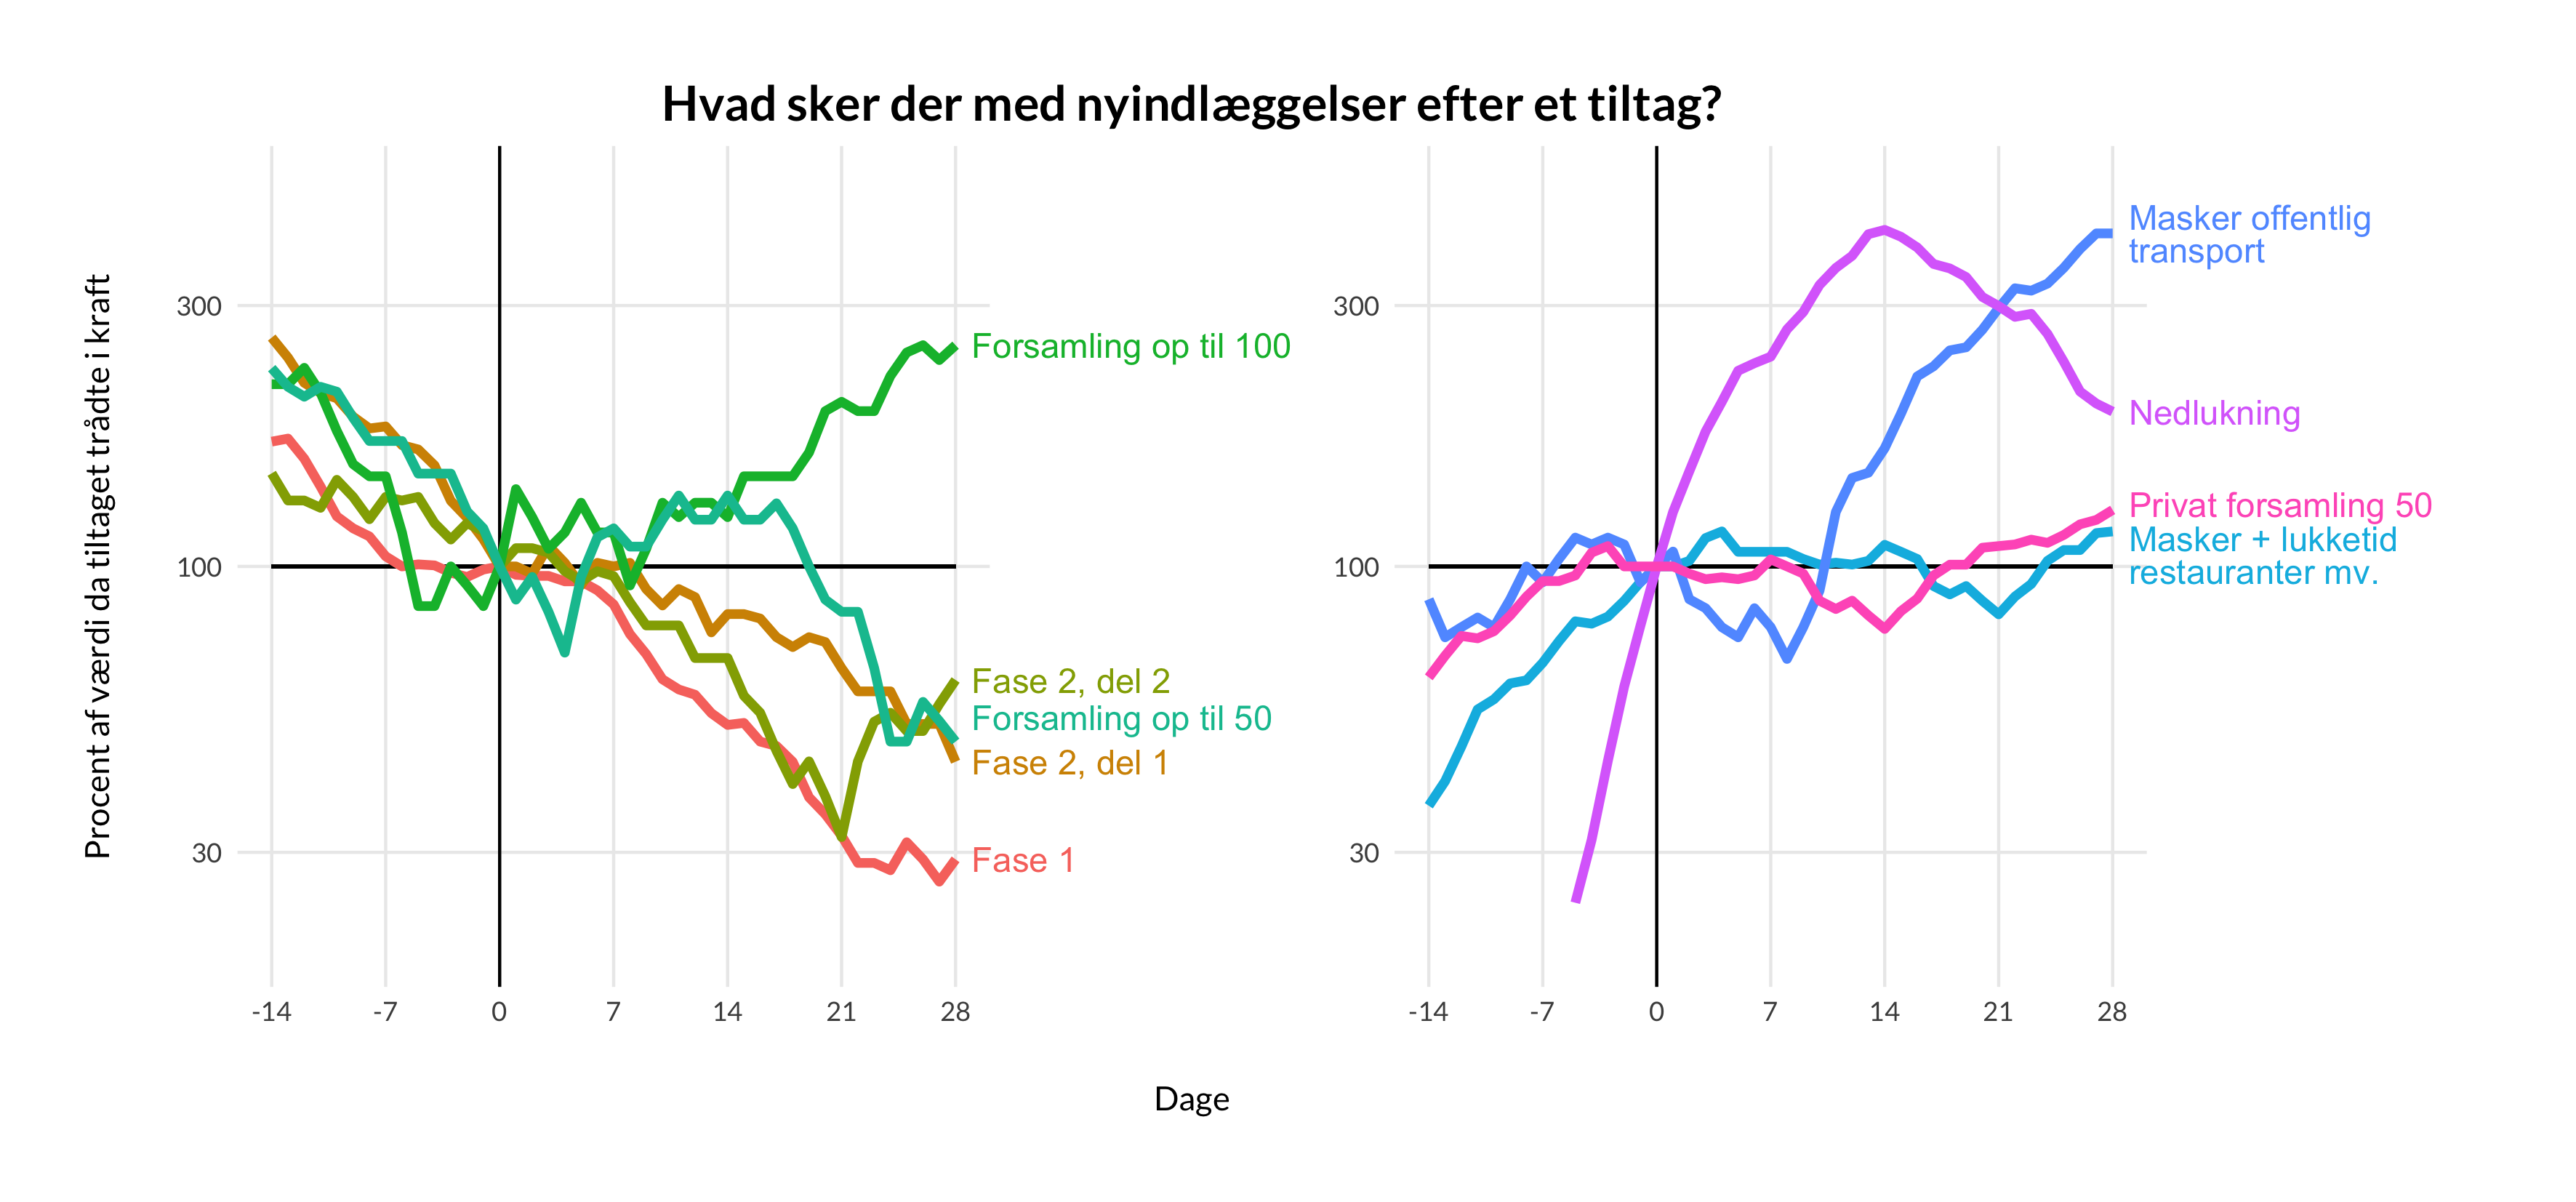 Hvad sker der med nyindlæggelser efter et tiltag?
Procent af værdi da tiltaget trådte i kraft
300
100
30
-14
-7
0
7
14
21
28
Forsamling op til 100
Fase 2, del 2
Forsamling op til 50
Fase 2, del 1
Fase 1
300
100
30
-14
-7
0
7
14
21
28
Masker offentlig
transport
Nedlukning
Privat forsamling 50
Masker + lukketid
restauranter mv.
Dage